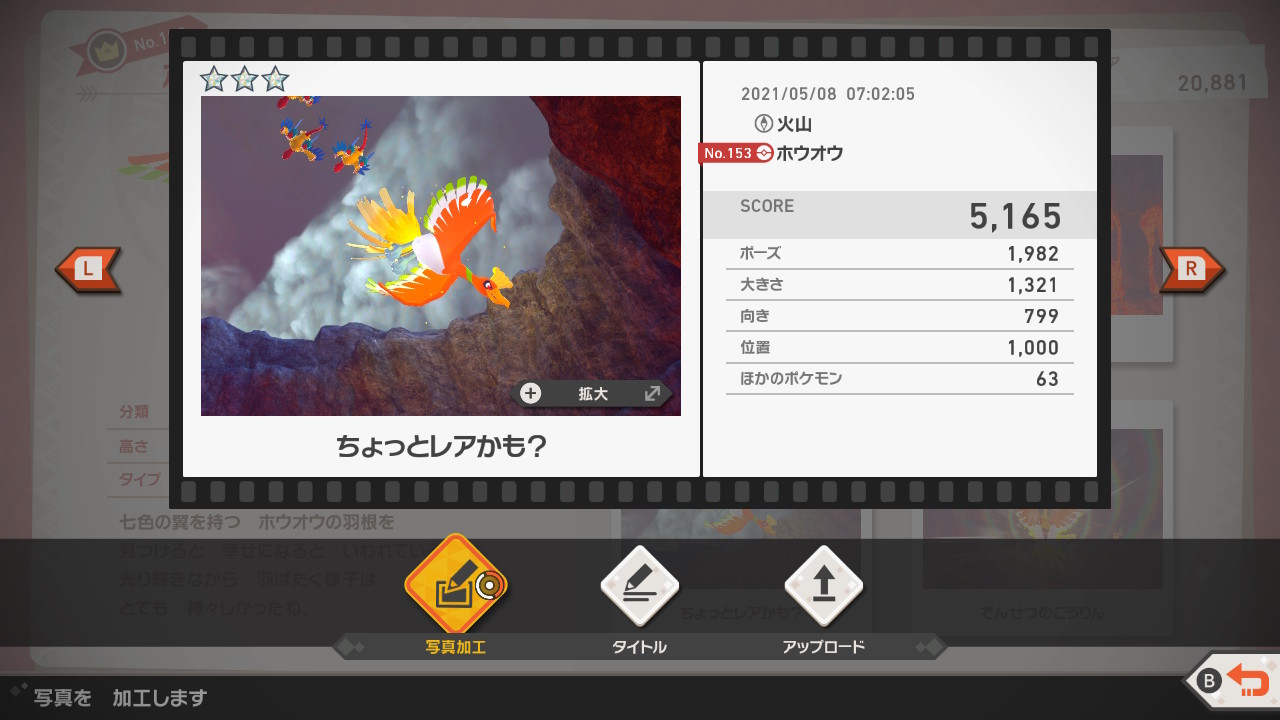 No.1
20,881
2021/05/08 07:02:05
火山
No.153 ホウオウ
SCORE 5,165
ポーズ 1,982
大きさ 1,321
向き 799
位置 1,000
ほかのポケモン 63
+ 拡大
ちょっとレアかも?
L
R
分類
高さ
タイプ
七色の翼を持つ ホウオウの羽根を
見つけると 幸せになると いわれてい
光り輝きながら 羽ばたく様子は
とても 神々しかったね。
ちょっとレアかも?
でんせつのこうりん
写真加工
タイトル
アップロード
写真を 加工します
B